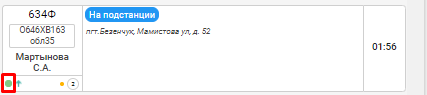 634Ф
О646ХВ163
обл35
Мартынова
С.А.
2
На подстанции
пгт.Безенчук, Мамистова ул, д. 52
01:56